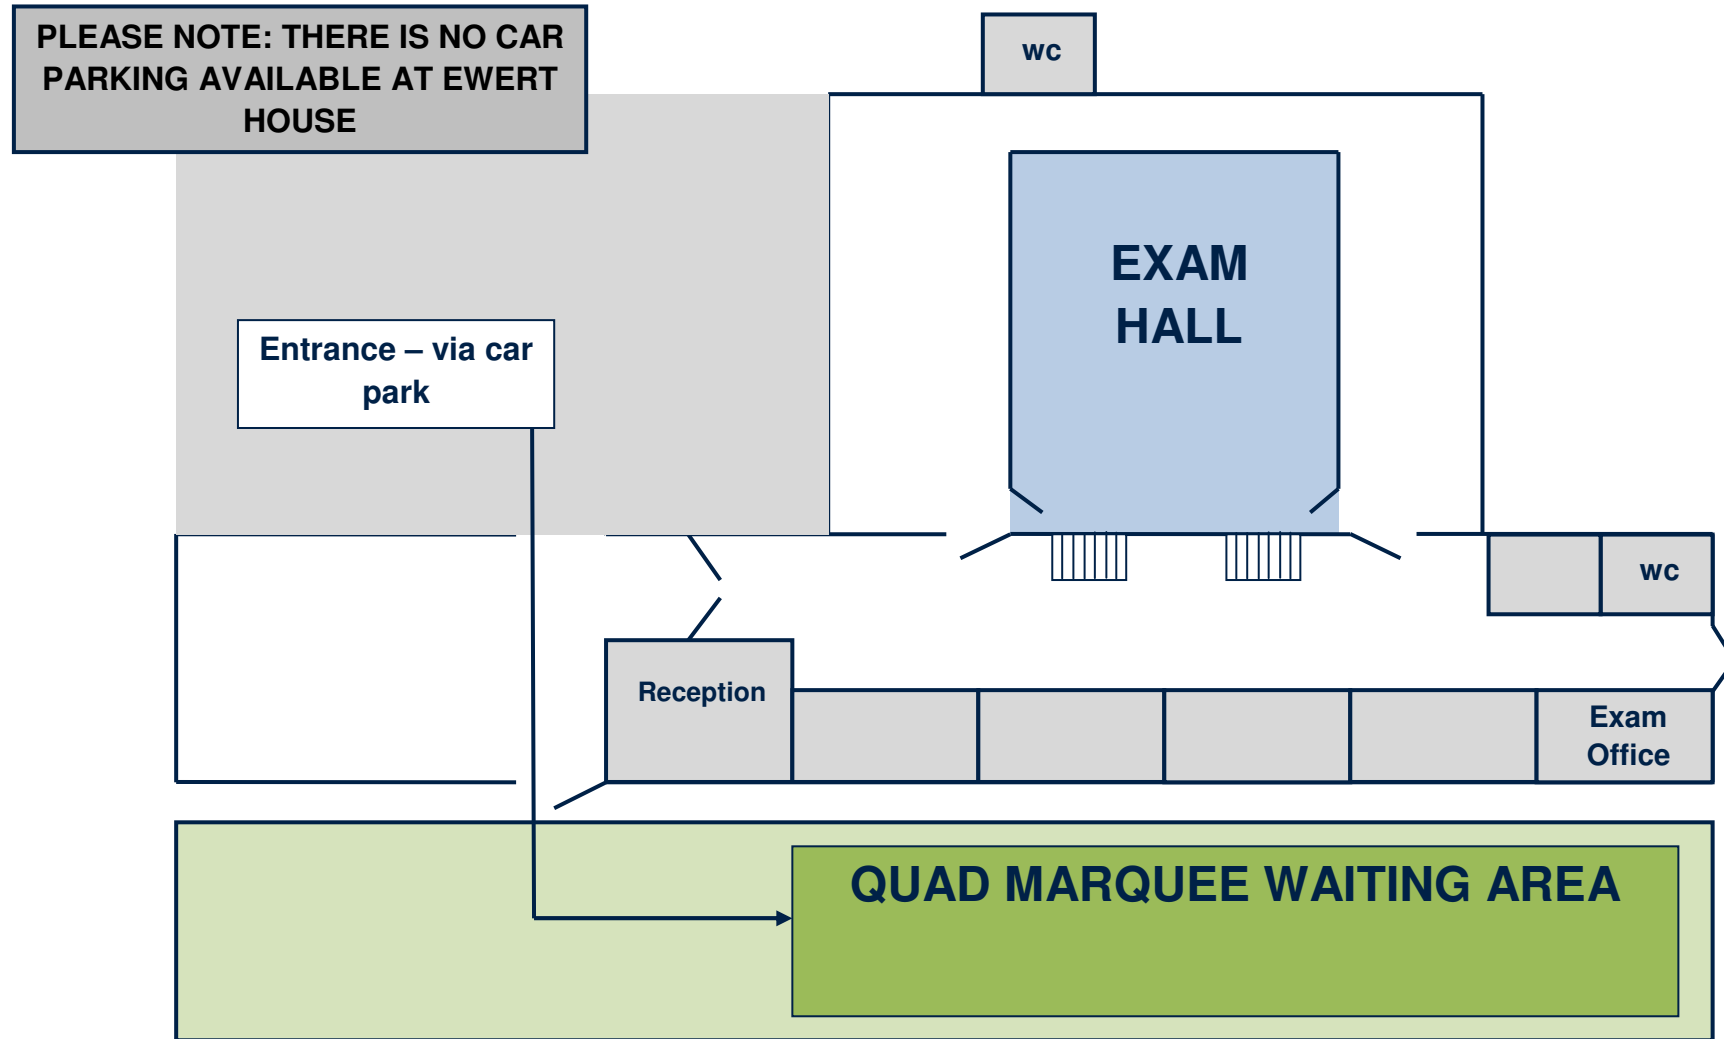 PLEASE NOTE: THERE IS NO CAR
PARKING AVAILABLE AT EWERT
HOUSE
wc
EXAM
HALL
Entrance – via car
park
wc
Reception
Exam
Office
QUAD MARQUEE WAITING AREA